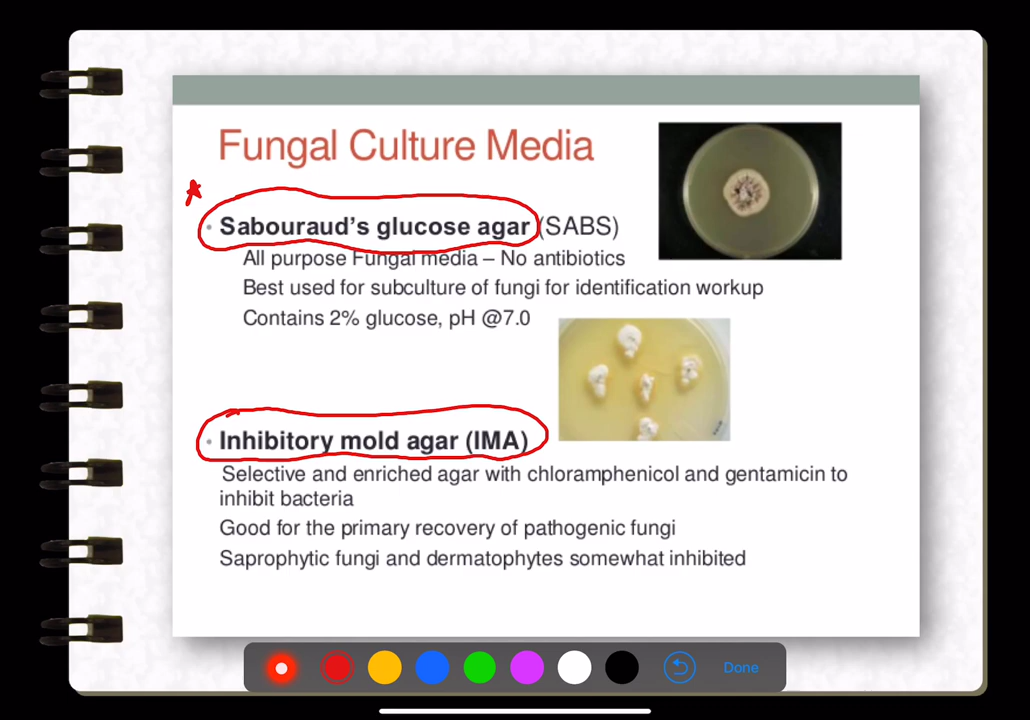 Fungal Culture Media
• Sabouraud's glucose agar (SABS)
All purpose Fungal media – No antibiotics
Best used for subculture of fungi for identification workup
Contains 2% glucose, pH @7.0
• Inhibitory mold agar (IMA)
Selective and enriched agar with chloramphenicol and gentamicin to
inhibit bacteria
Good for the primary recovery of pathogenic fungi
Saprophytic fungi and dermatophytes somewhat inhibited
Done